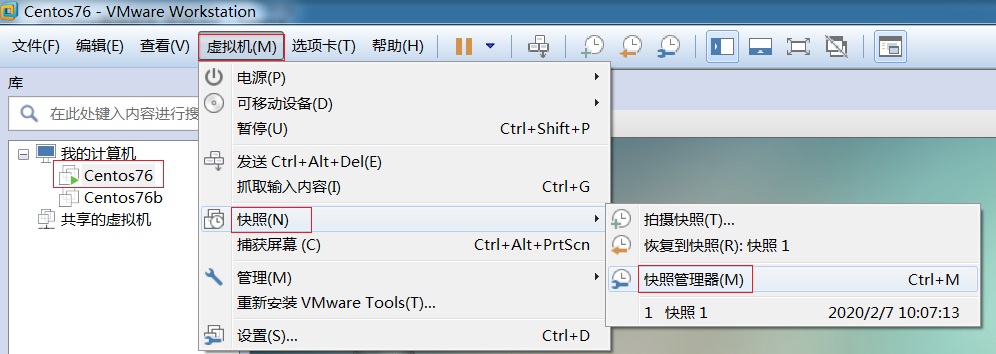 Centos76 - VMware Workstation
文件(F) 编辑(E) 查看(V) 虚拟机(M) 选项卡(T) 帮助(H)
库
在此处键入内容进行搜
我的计算机
Centos76
Centos76b
共享的虚拟机
电源(P)
可移动设备(D)
暂停(U) Ctrl+Shift+P
发送 Ctrl+Alt+Del(E)
抓取输入内容(I) Ctrl+G
快照(N)
捕获屏幕 (C) Ctrl+Alt+PrtScn
管理(M)
重新安装 VMware Tools(T)...
设置(S)... Ctrl+D
拍摄快照(T)...
恢复到快照(R): 快照 1
快照管理器(M) Ctrl+M
1 快照 1 2020/2/7 10:07:13